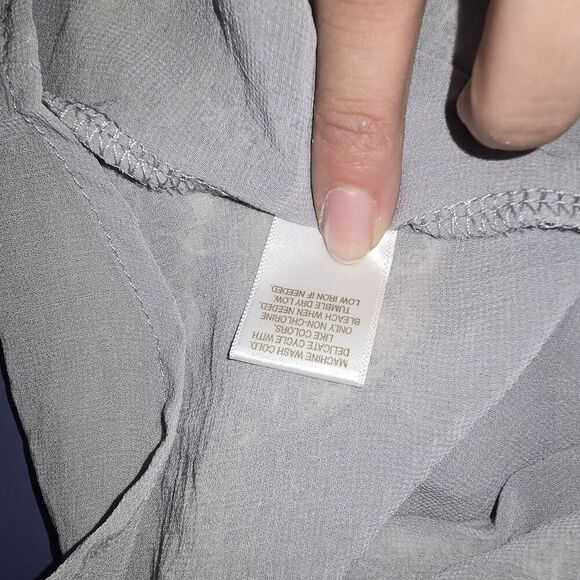 MACHINE WASH COLD.
DELICATE CYCLE WITH
LIKE COLORS.
ONLY NON-CHLORINE
BLEACH WHEN NEEDED.
TUMBLE DRY LOW.
LOW IRON IF NEEDED.